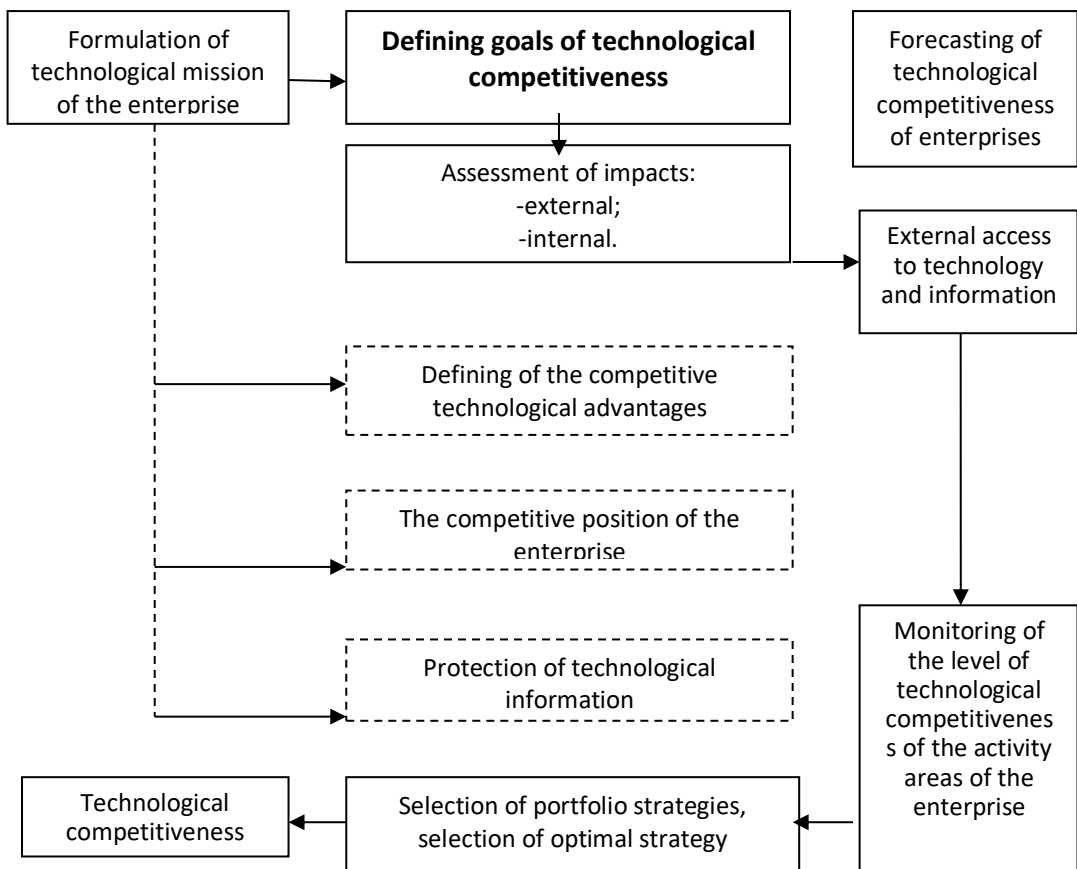 Formulation of
technological mission
of the enterprise
Defining goals of technological
competitiveness
Forecasting of
technological
competitiveness
of enterprises
Assessment of impacts:
-external;
-internal.
External access
to technology
and information
Defining of the competitive
technological advantages
The competitive position of the
enterprise
Protection of technological
information
Monitoring of
the level of
technological
competitivenes
s of the activity
areas of the
enterprise
Technological
competitiveness
Selection of portfolio strategies,
selection of optimal strategy